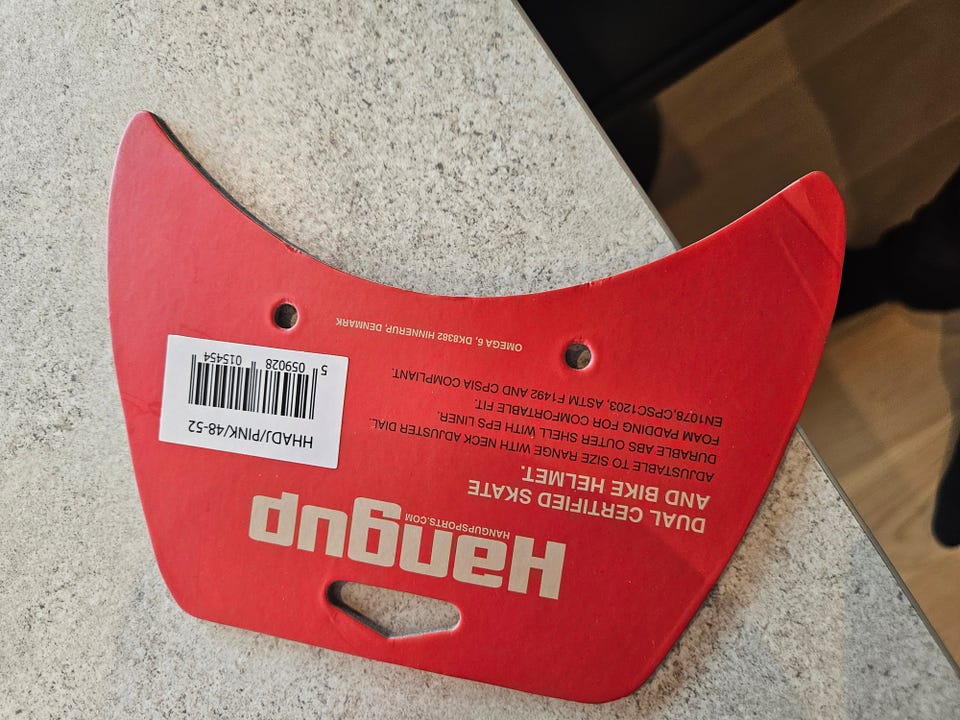 Hangup
HANGUPSPORTS.COM
DUAL CERTIFIED SKATE
AND BIKE HELMET.
ADJUSTABLE TO SIZE RANGE WITH NECK ADJUSTER DIAL.
DURABLE ABS OUTER SHELL WITH EPS LINER.
FOAM PADDING FOR COMFORTABLE FIT.
EN1078,CPSC1203, ASTM F1492 AND CPSIA COMPLIANT.
OMEGA 6, DK8382 HINNERUP, DENMARK
HHADJ/PINK/48-52
5 059028 015454